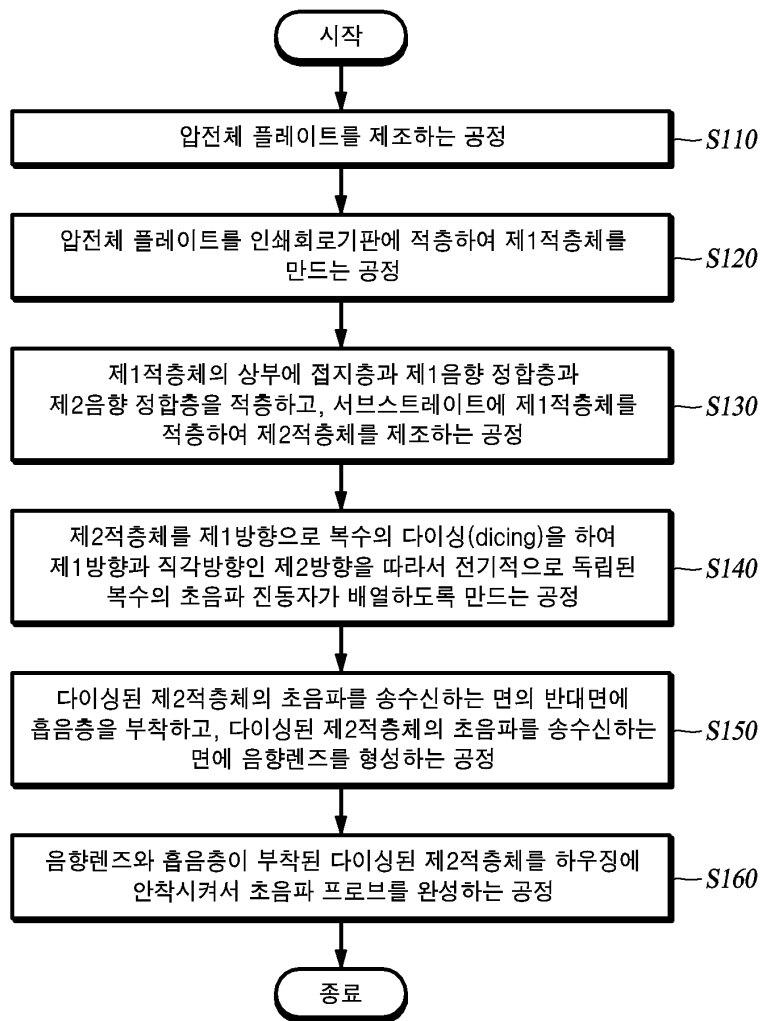 시작
압전체 플레이트를 제조하는 공정
S110
압전체 플레이트를 인쇄회로기판에 적층하여 제1적층체를
만드는 공정
S120
제1적층체의 상부에 접지층과 제1음향 정합층과
제2음향 정합층을 적층하고, 서브스트레이트에 제1적층체를
적층하여 제2적층체를 제조하는 공정
S130
제2적층체를 제1방향으로 복수의 다이싱(dicing)을 하여
제1방향과 직각방향인 제2방향을 따라서 전기적으로 독립된
복수의 초음파 진동자가 배열하도록 만드는 공정
S140
다이싱된 제2적층체의 초음파를 송수신하는 면의 반대면에
흡음층을 부착하고, 다이싱된 제2적층체의 초음파를 송수신하는
면에 음향렌즈를 형성하는 공정
S150
음향렌즈와 흡음층이 부착된 다이싱된 제2적층체를 하우징에
안착시켜서 초음파 프로브를 완성하는 공정
S160
종료